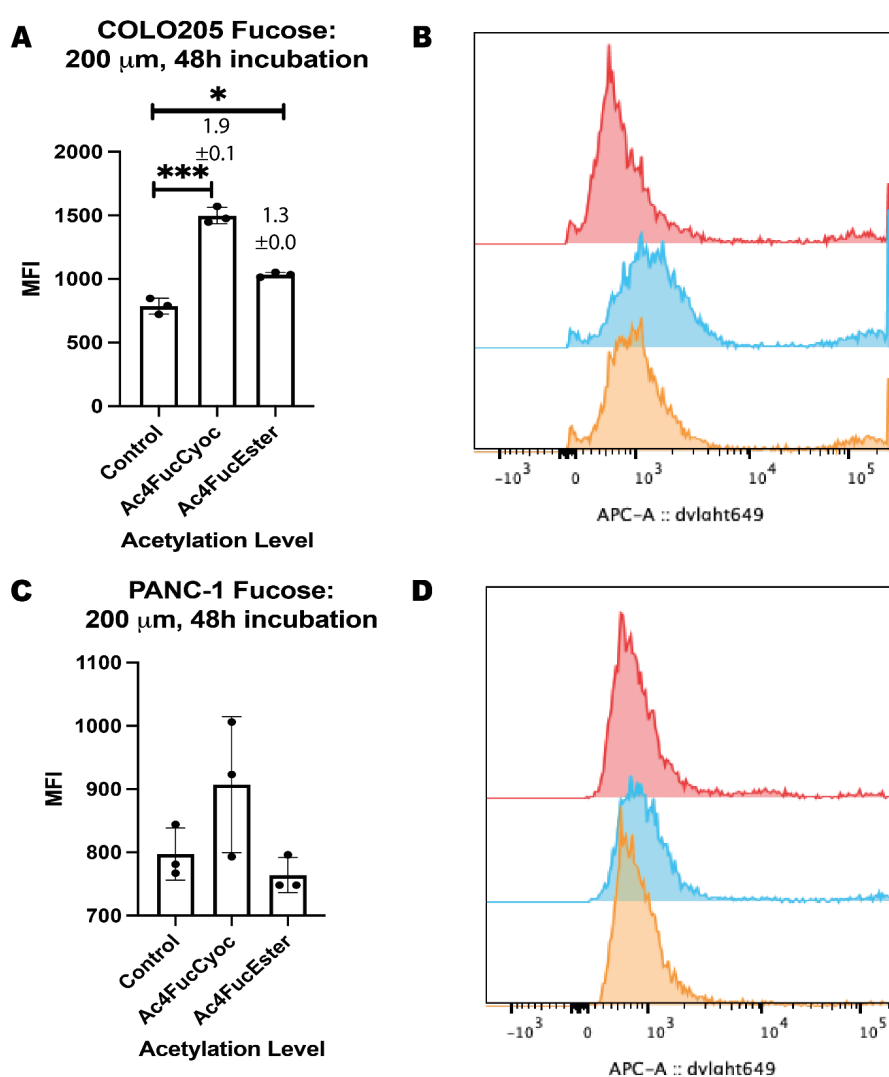 A
COLO205 Fucose:
200 μm, 48h incubation
*
1.9
±0.1
***
1.3
±0.0
2000
1500
1000
500
0
MFI
Control
Ac4FucCyoc
Ac4FucEster
Acetylation Level
B
-10³ 0 10³ 10⁴ 10⁵
APC-A :: dylght649
C
PANC-1 Fucose:
200 μm, 48h incubation
1100
1000
900
800
700
MFI
Control
Ac4FucCyoc
Ac4FucEster
Acetylation Level
D
-10³ 0 10³ 10⁴ 10⁵
APC-A :: dylght649